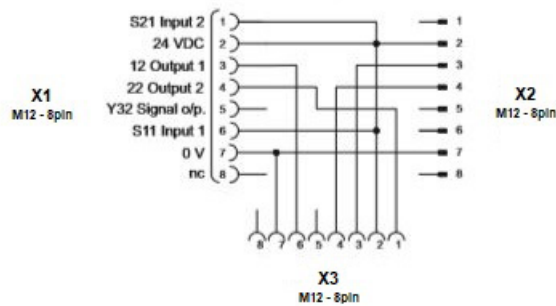 S21 Input 2 1
24 VDC 2
12 Output 1 3
22 Output 2 4
Y32 Signal o/p. 5
S11 Input 1 6
0 V 7
nc 8
X1
M12 - 8pin
1
2
3
4
5
6
7
8
X2
M12 - 8pin
8 7 6 5 4 3 2 1
X3
M12 - 8pin